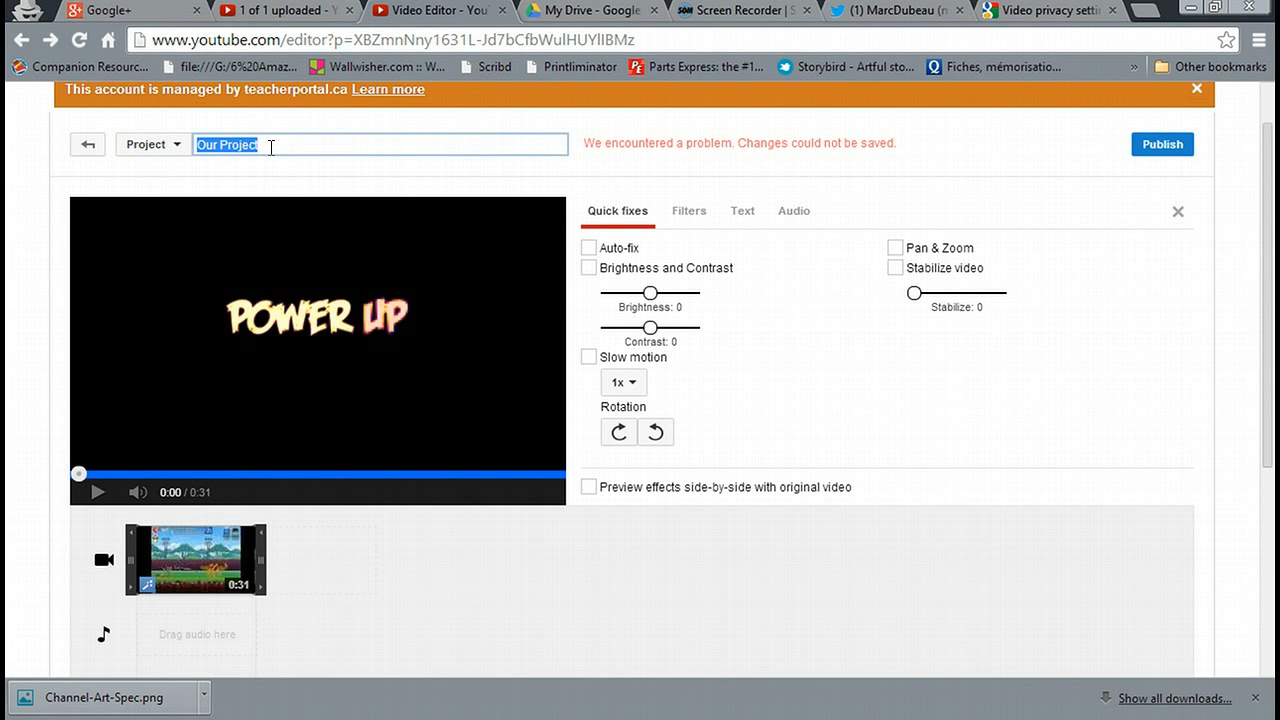 Google+
1 of 1 uploaded - Y
Video Editor - YouT
My Drive - Google
Screen Recorder | S
(1) MarcDubeau (n
Video privacy setti
www.youtube.com/editor?p=XBZmnNny1631L-Jd7bCfbWulHUYlIBMz
Companion Resourc...
file:///G:/6%20Amaz...
Wallwisher.com :: W...
Scribd
Printliminator
Parts Express: the #1...
Storybird - Artful sto...
Fiches, mémorisatio...
»
Other bookmarks
This account is managed by teacherportal.ca Learn more
Project
Our Project
We encountered a problem. Changes could not be saved.
Publish
Quick fixes
Filters
Text
Audio
Auto-fix
Pan & Zoom
Brightness and Contrast
Stabilize video
Brightness: 0
Stabilize: 0
Contrast: 0
Slow motion
1x
Rotation
POWER UP
0:00 / 0:31
Preview effects side-by-side with original video
0:31
Drag audio here
Channel-Art-Spec.png
Show all downloads...